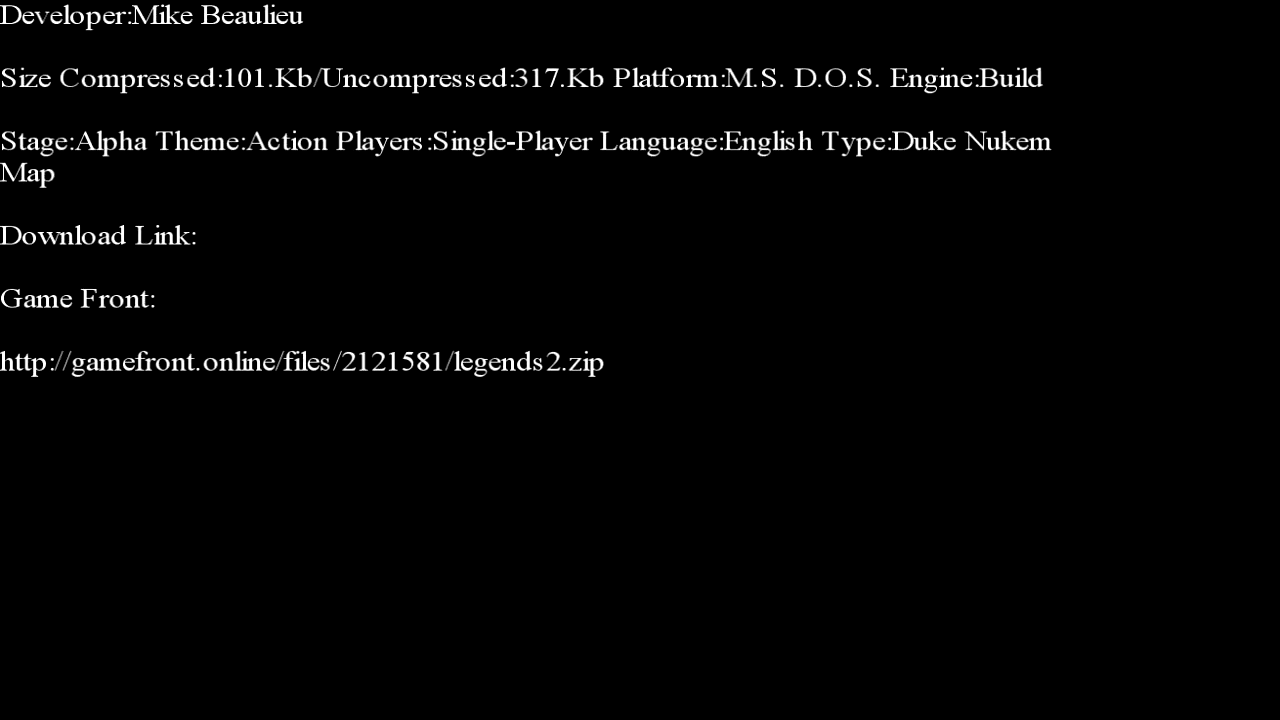 Developer:Mike Beaulieu
Size Compressed:101.Kb/Uncompressed:317.Kb Platform:M.S. D.O.S. Engine:Build
Stage:Alpha Theme:Action Players:Single-Player Language:English Type:Duke Nukem
Map
Download Link:
Game Front:
http://gamefront.online/files/2121581/legends2.zip